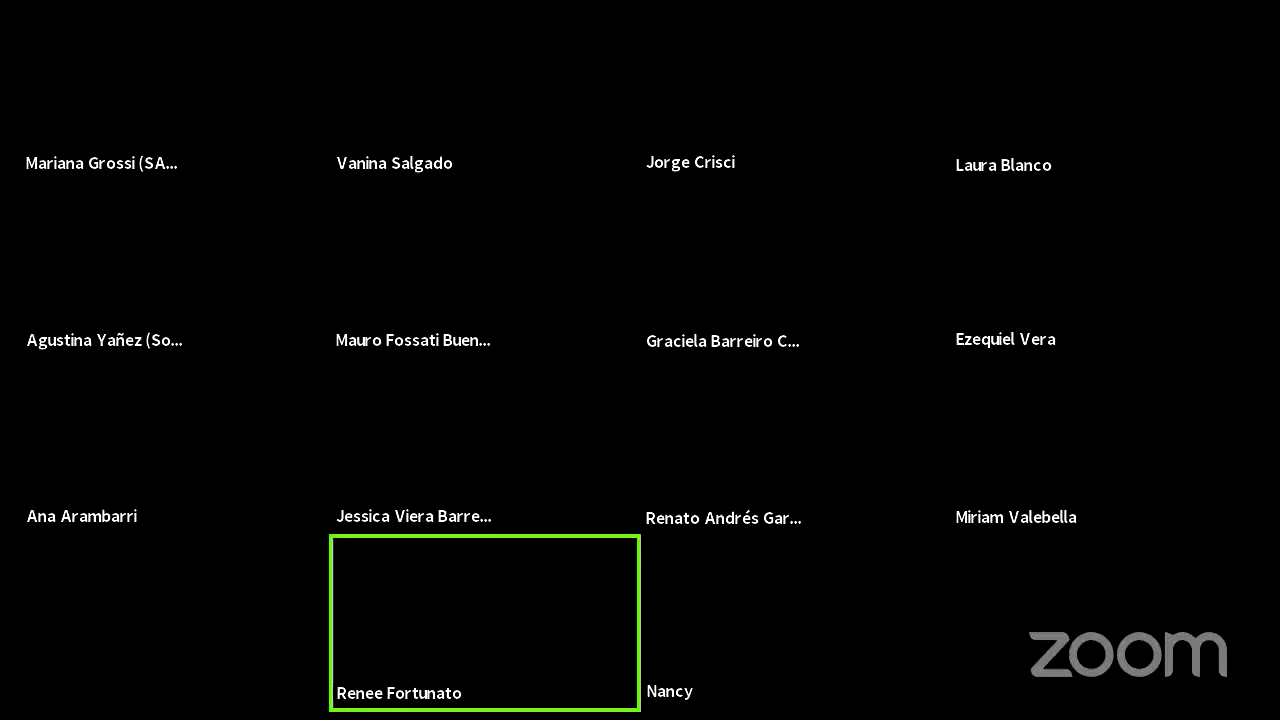 Mariana Grossi (SA...
Vanina Salgado
Jorge Crisci
Laura Blanco
Agustina Yañez (So...
Mauro Fossati Buen...
Graciela Barreiro C...
Ezequiel Vera
Ana Arambarri
Jessica Viera Barre...
Renato Andrés Gar...
Miriam Valebella
Renee Fortunato
Nancy
zoom